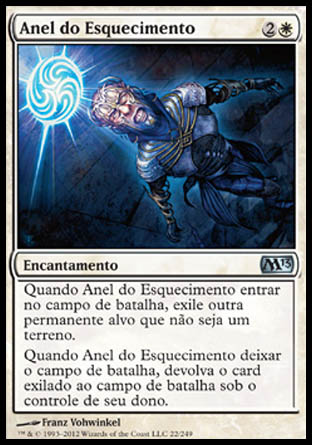 Anel do Esquecimento 2
Encantamento M13
Quando Anel do Esquecimento entrar
no campo de batalha, exile outra
permanente alvo que não seja um
terreno.
Quando Anel do Esquecimento deixar
o campo de batalha, devolva o card
exilado ao campo de batalha sob o
controle de seu dono.
Franz Vohwinkel
™ & © 1993–2012 Wizards of the Coast LLC 22/249